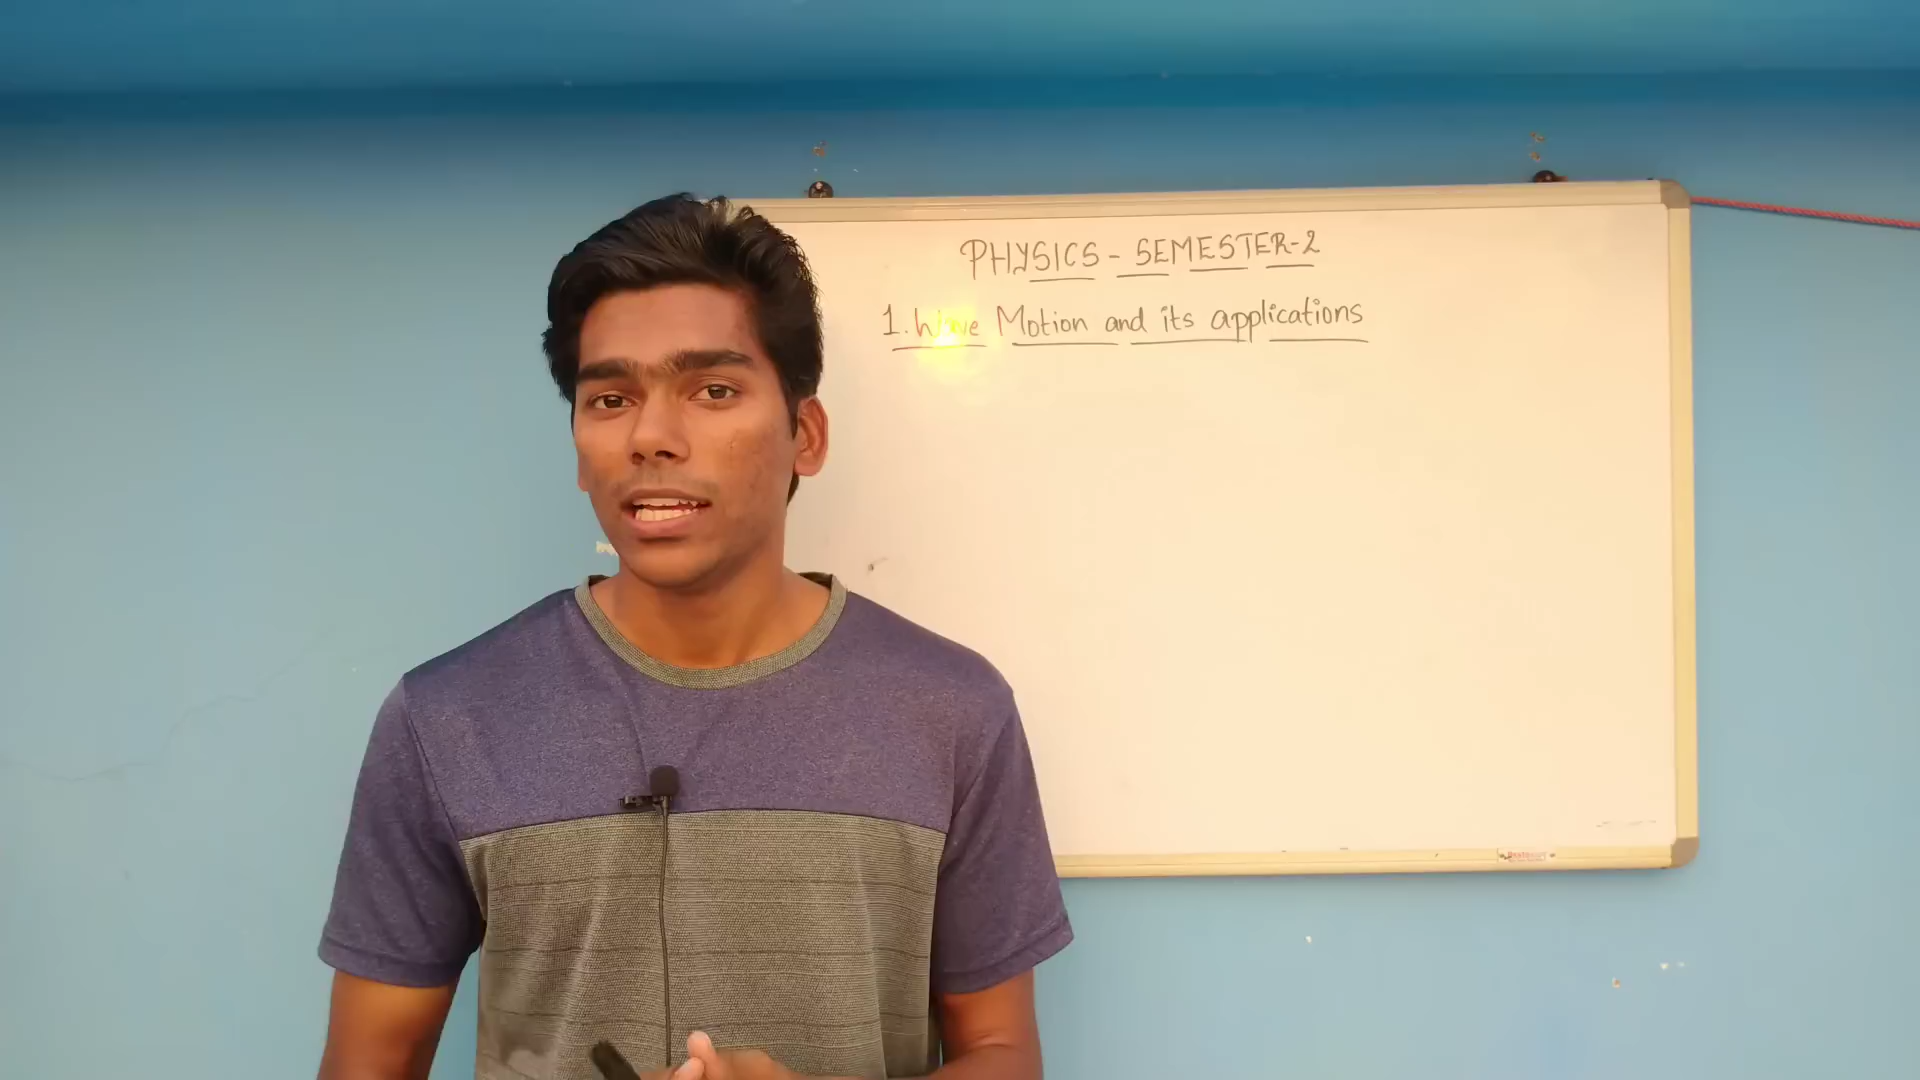 PHYSICS - SEMESTER-2
1. Wave Motion and its applications